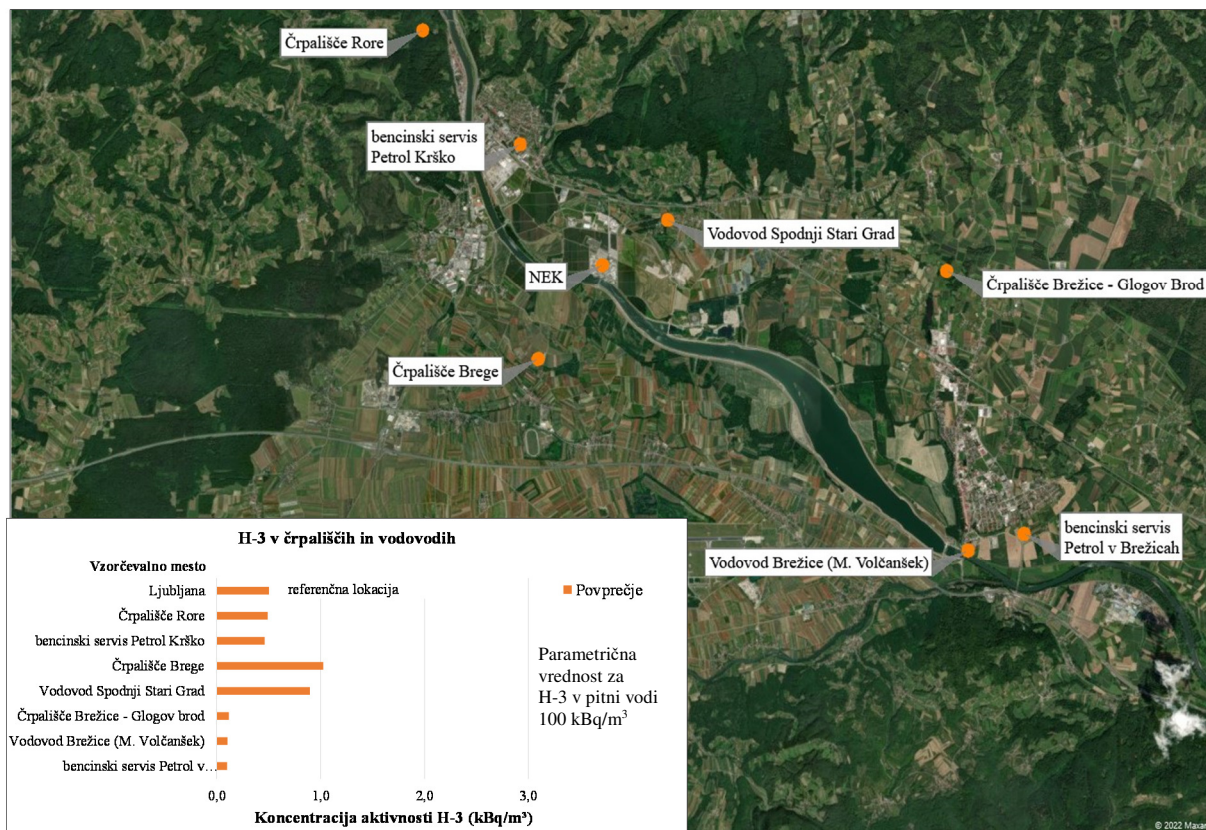 Črpališče Rore
bencinski servis
Petrol Krško
Vodovod Spodnji Stari Grad
NEK
Črpališče Brežice - Glogov Brod
Črpališče Brege
bencinski servis
Petrol v Brežicah
Vodovod Brežice (M. Volčanšek)
H-3 v črpališčih in vodovodih
Vzorčevalno mesto
Ljubljana
referenčna lokacija
Povprečje
Črpališče Rore
bencinski servis Petrol Krško
Črpališče Brege
Vodovod Spodnji Stari Grad
Črpališče Brežice - Glogov brod
Vodovod Brežice (M. Volčanšek)
bencinski servis Petrol v…
Parametrična
vrednost za
H-3 v pitni vodi
100 kBq/m³
0,0 1,0 2,0 3,0
Koncentracija aktivnosti H-3 (kBq/m³)
© 2022 Maxar